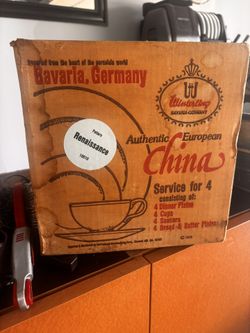 Imported from the heart of the porcelain world
Bavaria, Germany
Winterling
BAVARIA-GERMANY
Pattern
Renaissance
Authentic European
China
Service for 4
consisting of:
4 Dinner Plates
4 Cups
4 Saucers
4 Bread & Butter Plates